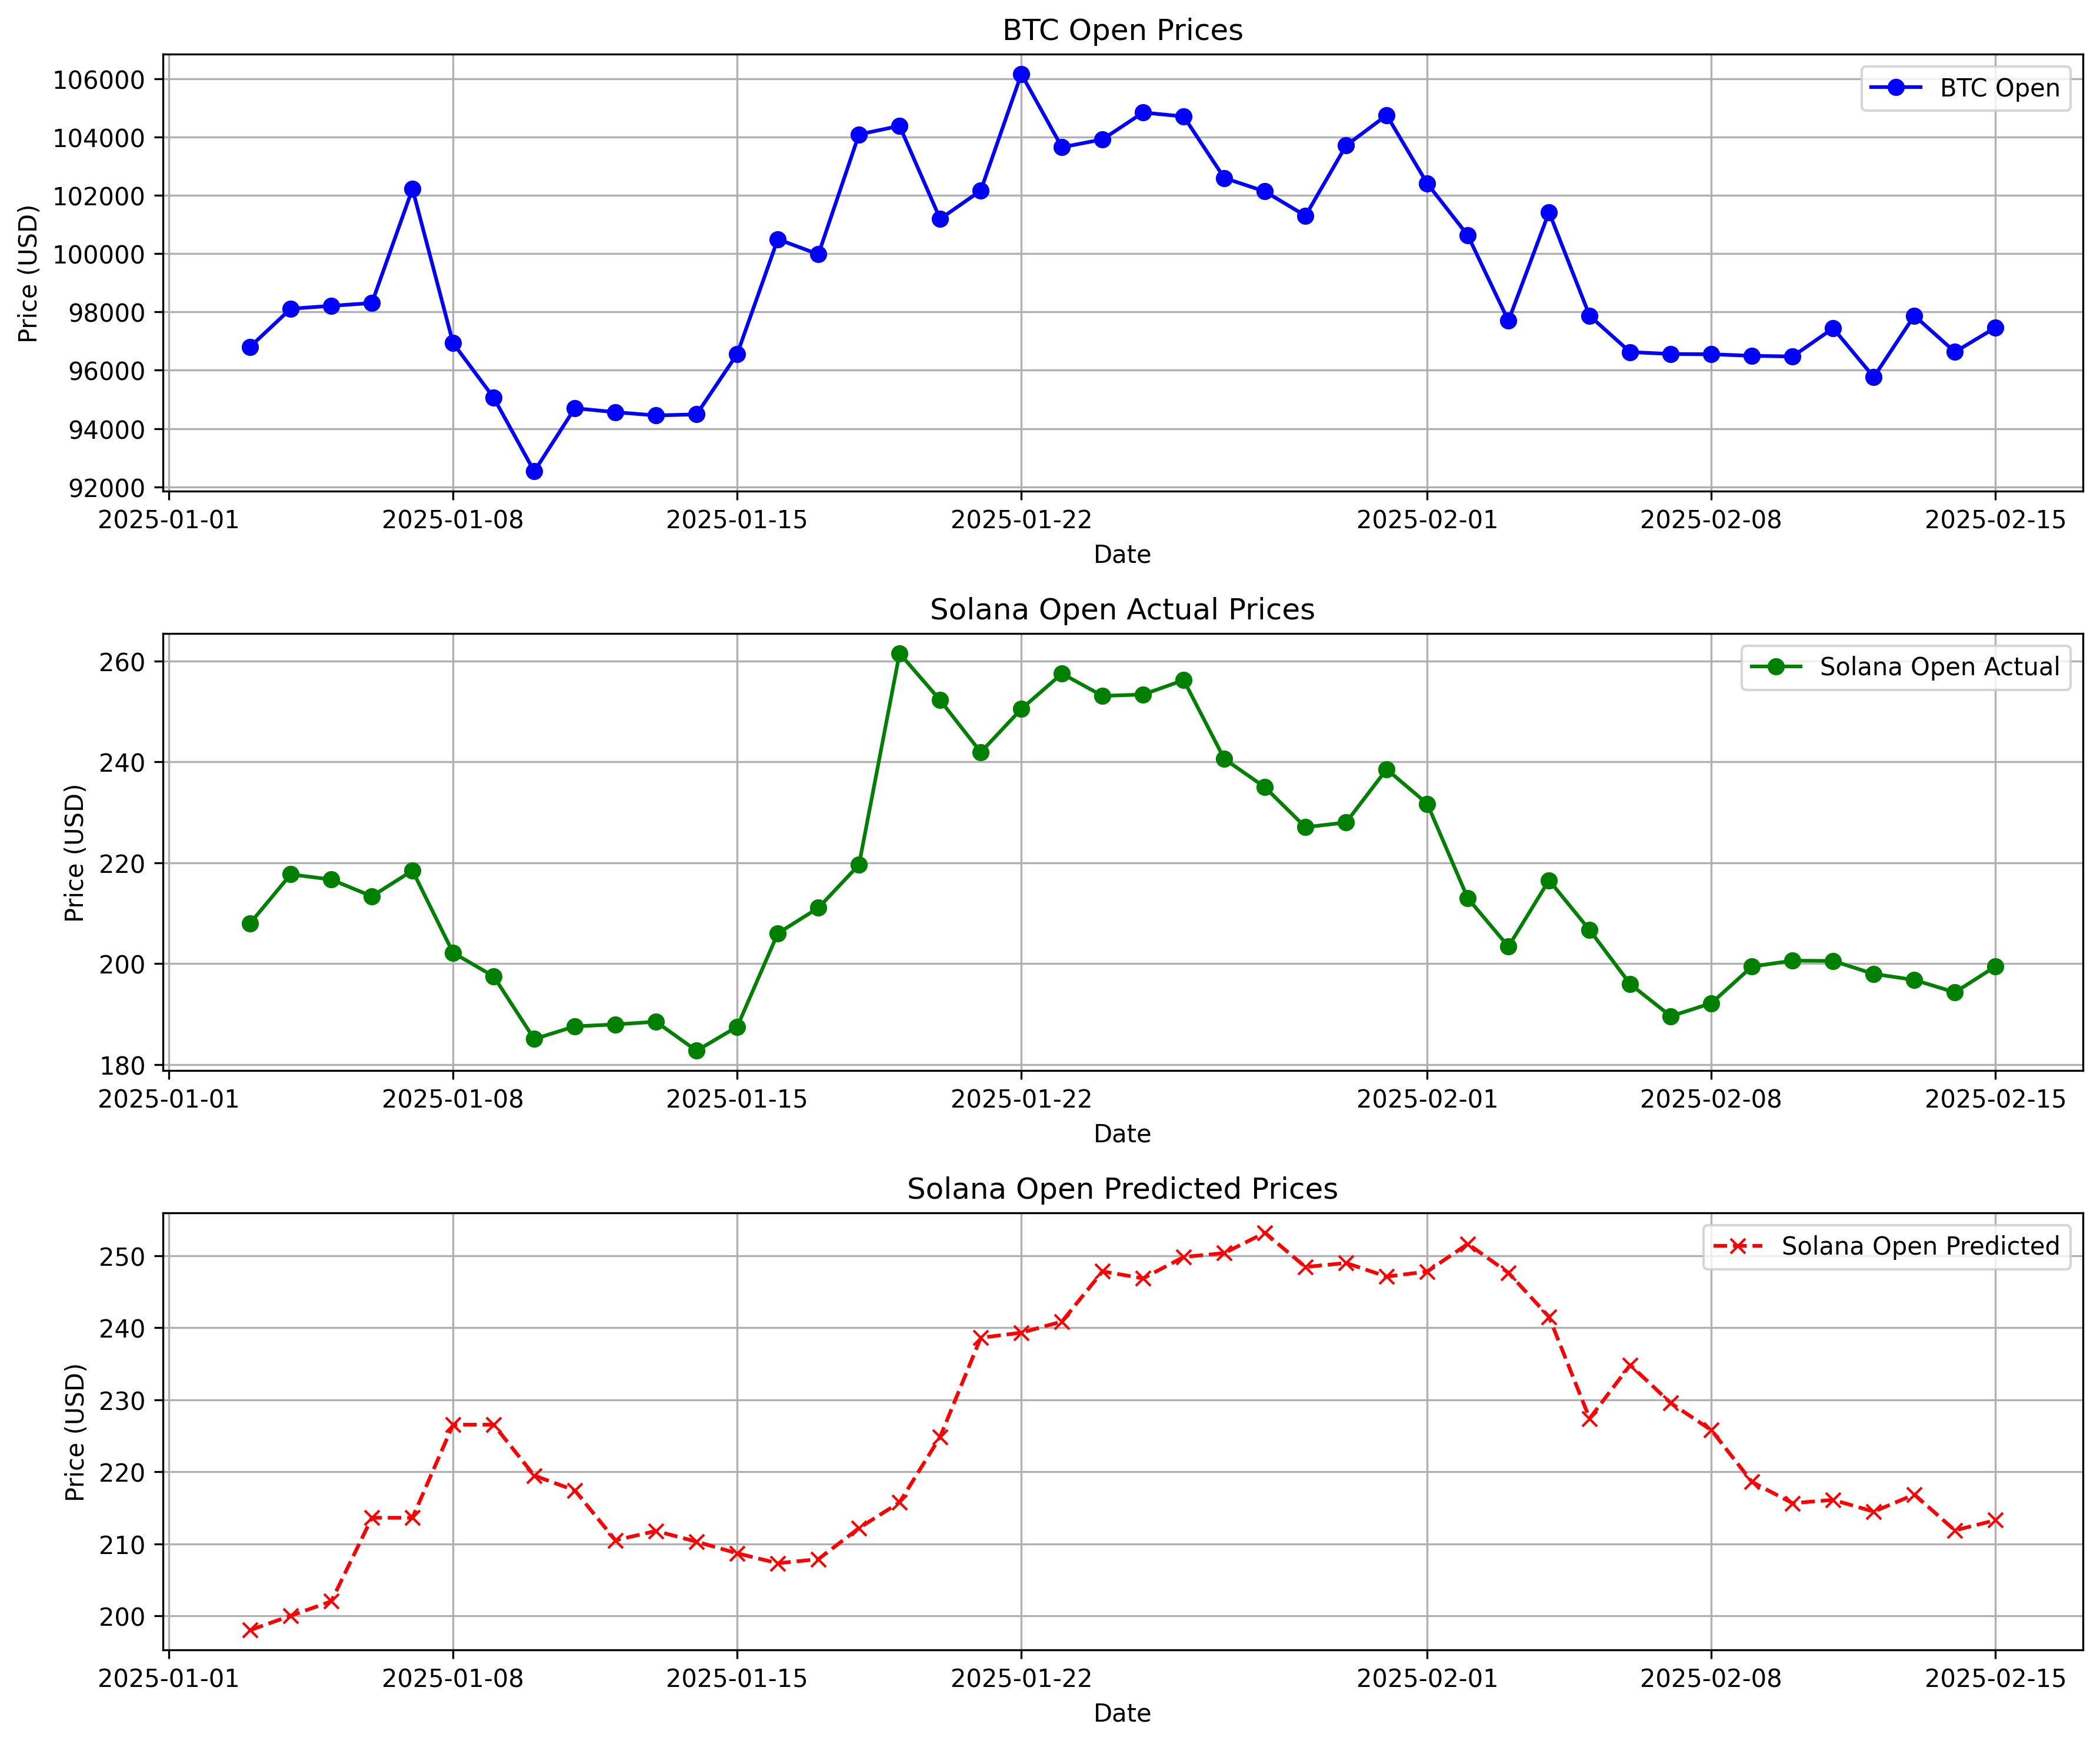 BTC Open Prices
BTC Open
106000
104000
102000
100000
98000
96000
94000
92000
Price (USD)
2025-01-01 2025-01-08 2025-01-15 2025-01-22 2025-02-01 2025-02-08 2025-02-15
Date
Solana Open Actual Prices
Solana Open Actual
260
240
220
200
180
Price (USD)
2025-01-01 2025-01-08 2025-01-15 2025-01-22 2025-02-01 2025-02-08 2025-02-15
Date
Solana Open Predicted Prices
Solana Open Predicted
250
240
230
220
210
200
Price (USD)
2025-01-01 2025-01-08 2025-01-15 2025-01-22 2025-02-01 2025-02-08 2025-02-15
Date